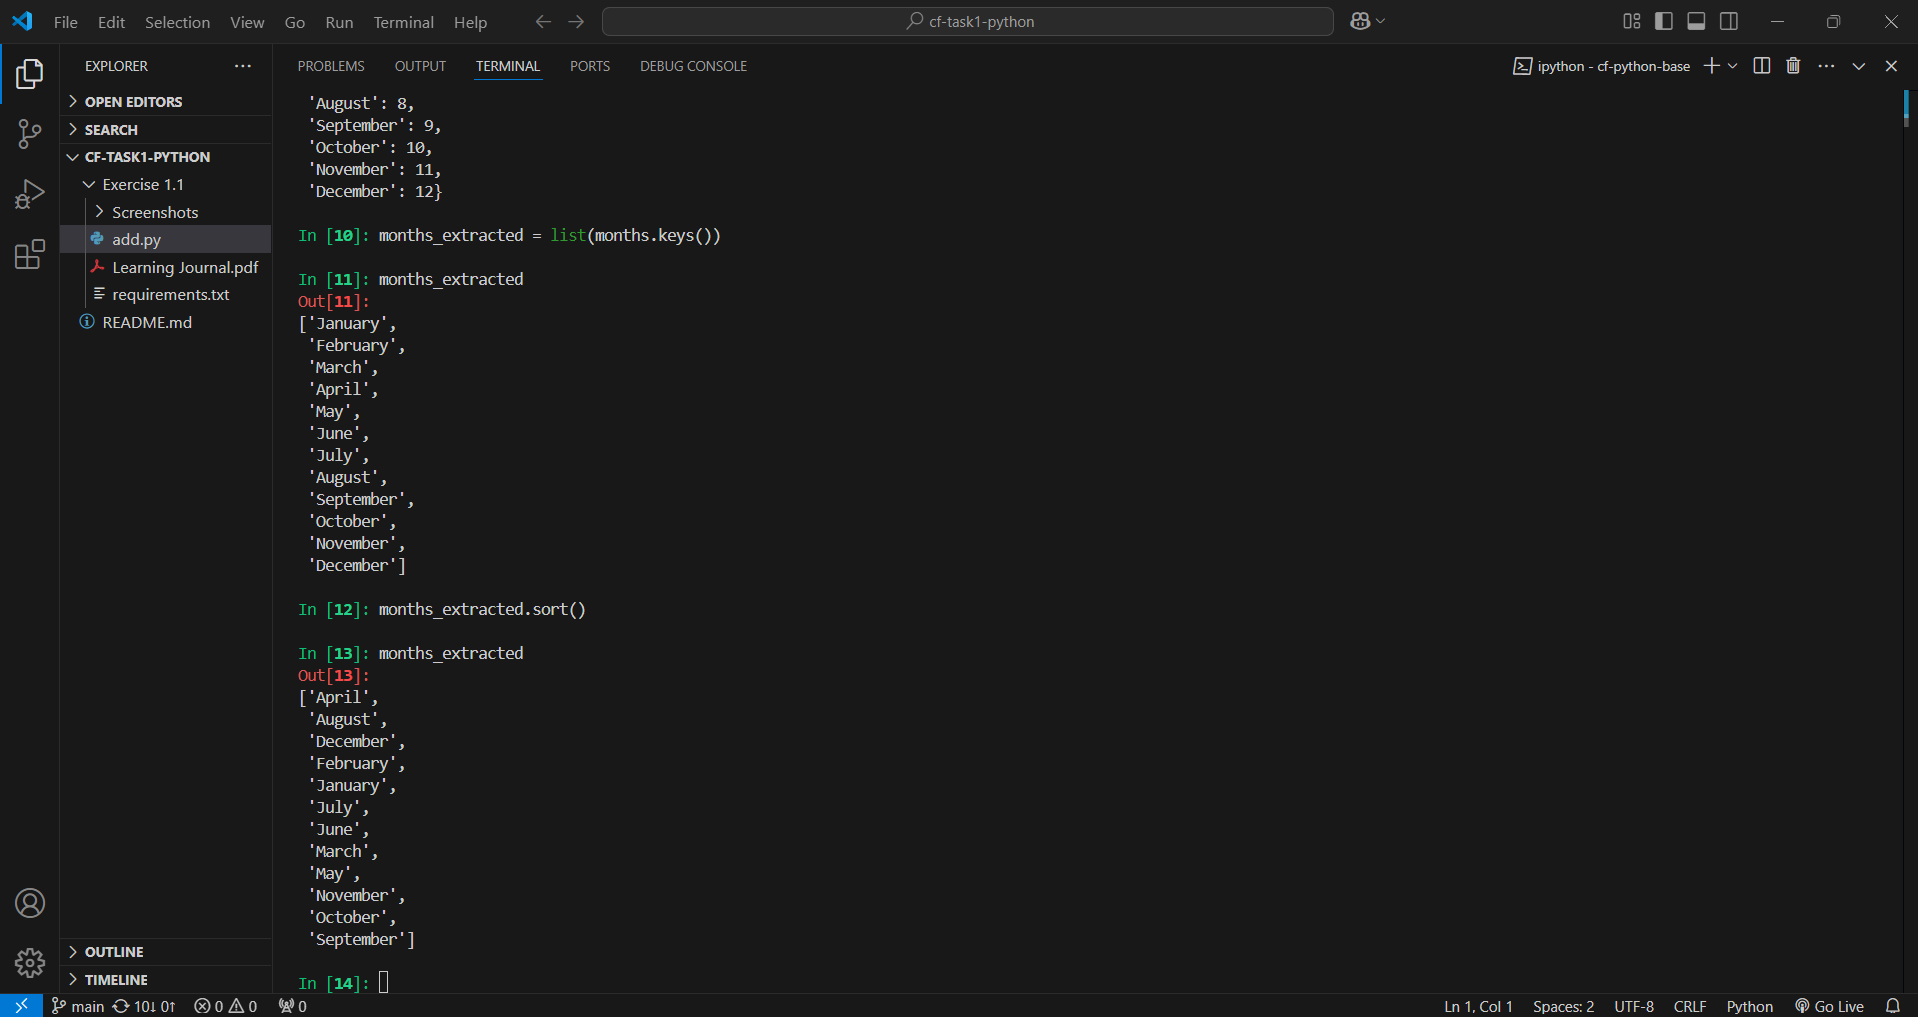 File Edit Selection View Go Run Terminal Help
cf-task1-python
EXPLORER
OPEN EDITORS
SEARCH
CF-TASK1-PYTHON
Exercise 1.1
Screenshots
add.py
Learning Journal.pdf
requirements.txt
README.md
OUTLINE
TIMELINE
PROBLEMS OUTPUT TERMINAL PORTS DEBUG CONSOLE
ipython - cf-python-base
'August': 8,
'September': 9,
'October': 10,
'November': 11,
'December': 12}
In [10]: months_extracted = list(months.keys())
In [11]: months_extracted
Out[11]:
['January',
'February',
'March',
'April',
'May',
'June',
'July',
'August',
'September',
'October',
'November',
'December']
In [12]: months_extracted.sort()
In [13]: months_extracted
Out[13]:
['April',
'August',
'December',
'February',
'January',
'July',
'June',
'March',
'May',
'November',
'October',
'September']
In [14]:
main 10↓ 0↑ 0 0 0
Ln 1, Col 1 Spaces: 2 UTF-8 CRLF Python Go Live